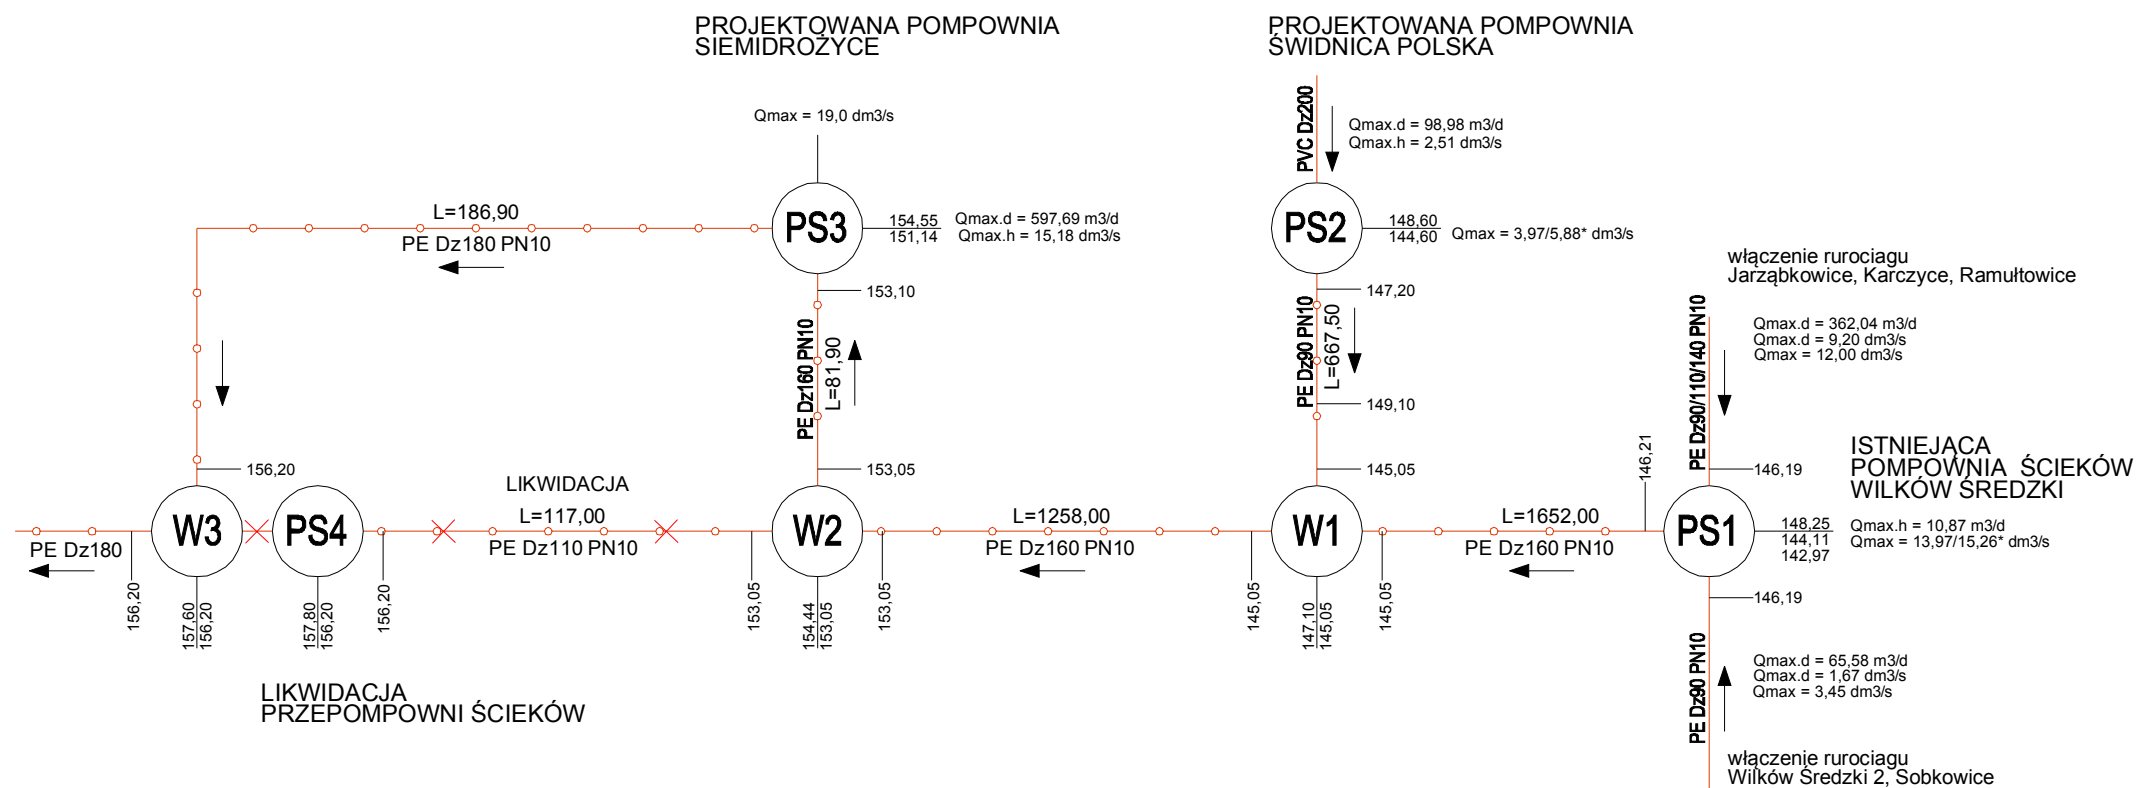 PROJEKTOWANA POMPOWNIA
SIEMIDROŻYCE
PROJEKTOWANA POMPOWNIA
ŚWIDNICA POLSKA
Qmax = 19,0 dm3/s
PVC Dz200
Qmax.d = 98,98 m3/d
Qmax.h = 2,51 dm3/s
L=186,90
PE Dz180 PN10
PS3
154,55
151,14
Qmax.d = 597,69 m3/d
Qmax.h = 15,18 dm3/s
PS2
148,60
144,60
Qmax = 3,97/5,88* dm3/s
153,10
147,20
włączenie rurociagu
Jarząbkowice, Karczyce, Ramułtowice
PE Dz160 PN10
L=81,90
PE Dz90 PN10
L=667,50
149,10
PE Dz90/110/140 PN10
Qmax.d = 362,04 m3/d
Qmax.d = 9,20 dm3/s
Qmax = 12,00 dm3/s
156,20
153,05
145,05
146,21
146,19
ISTNIEJĄCA
POMPOWNIA ŚCIEKÓW
WILKÓW ŚREDZKI
LIKWIDACJA
L=117,00
PE Dz110 PN10
L=1258,00
PE Dz160 PN10
L=1652,00
PE Dz160 PN10
PE Dz180
W3
PS4
W2
W1
PS1
148,25
144,11
142,97
Qmax.h = 10,87 m3/d
Qmax = 13,97/15,26* dm3/s
156,20
157,60
156,20
157,80
156,20
156,20
153,05
154,44
153,05
153,05
145,05
147,10
145,05
145,05
146,19
PE Dz90 PN10
Qmax.d = 65,58 m3/d
Qmax.d = 1,67 dm3/s
Qmax = 3,45 dm3/s
LIKWIDACJA
PRZEPOMPOWNI ŚCIEKÓW
włączenie rurociagu
Wilków Średzki 2, Sobkowice